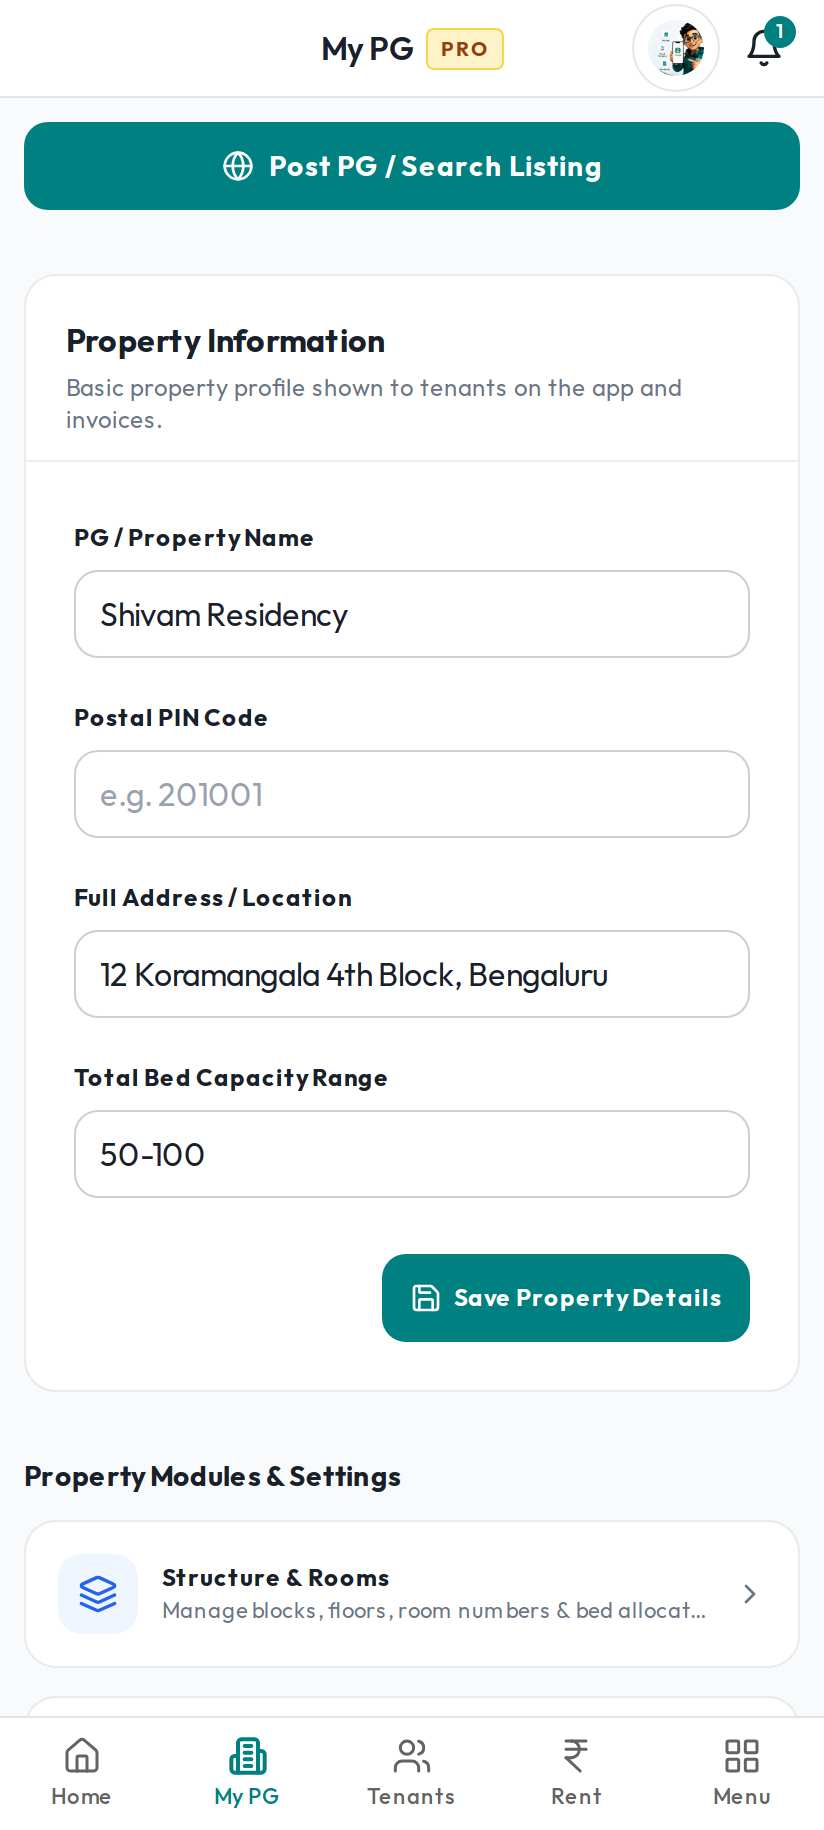 My PG PRO
1
Post PG / Search Listing
Property Information
Basic property profile shown to tenants on the app and
invoices.
PG / Property Name
Shivam Residency
Postal PIN Code
e.g. 201001
Full Address / Location
12 Koramangala 4th Block, Bengaluru
Total Bed Capacity Range
50-100
Save Property Details
Property Modules & Settings
Structure & Rooms
Manage blocks, floors, room numbers & bed allocat...
Home
My PG
Tenants
Rent
Menu